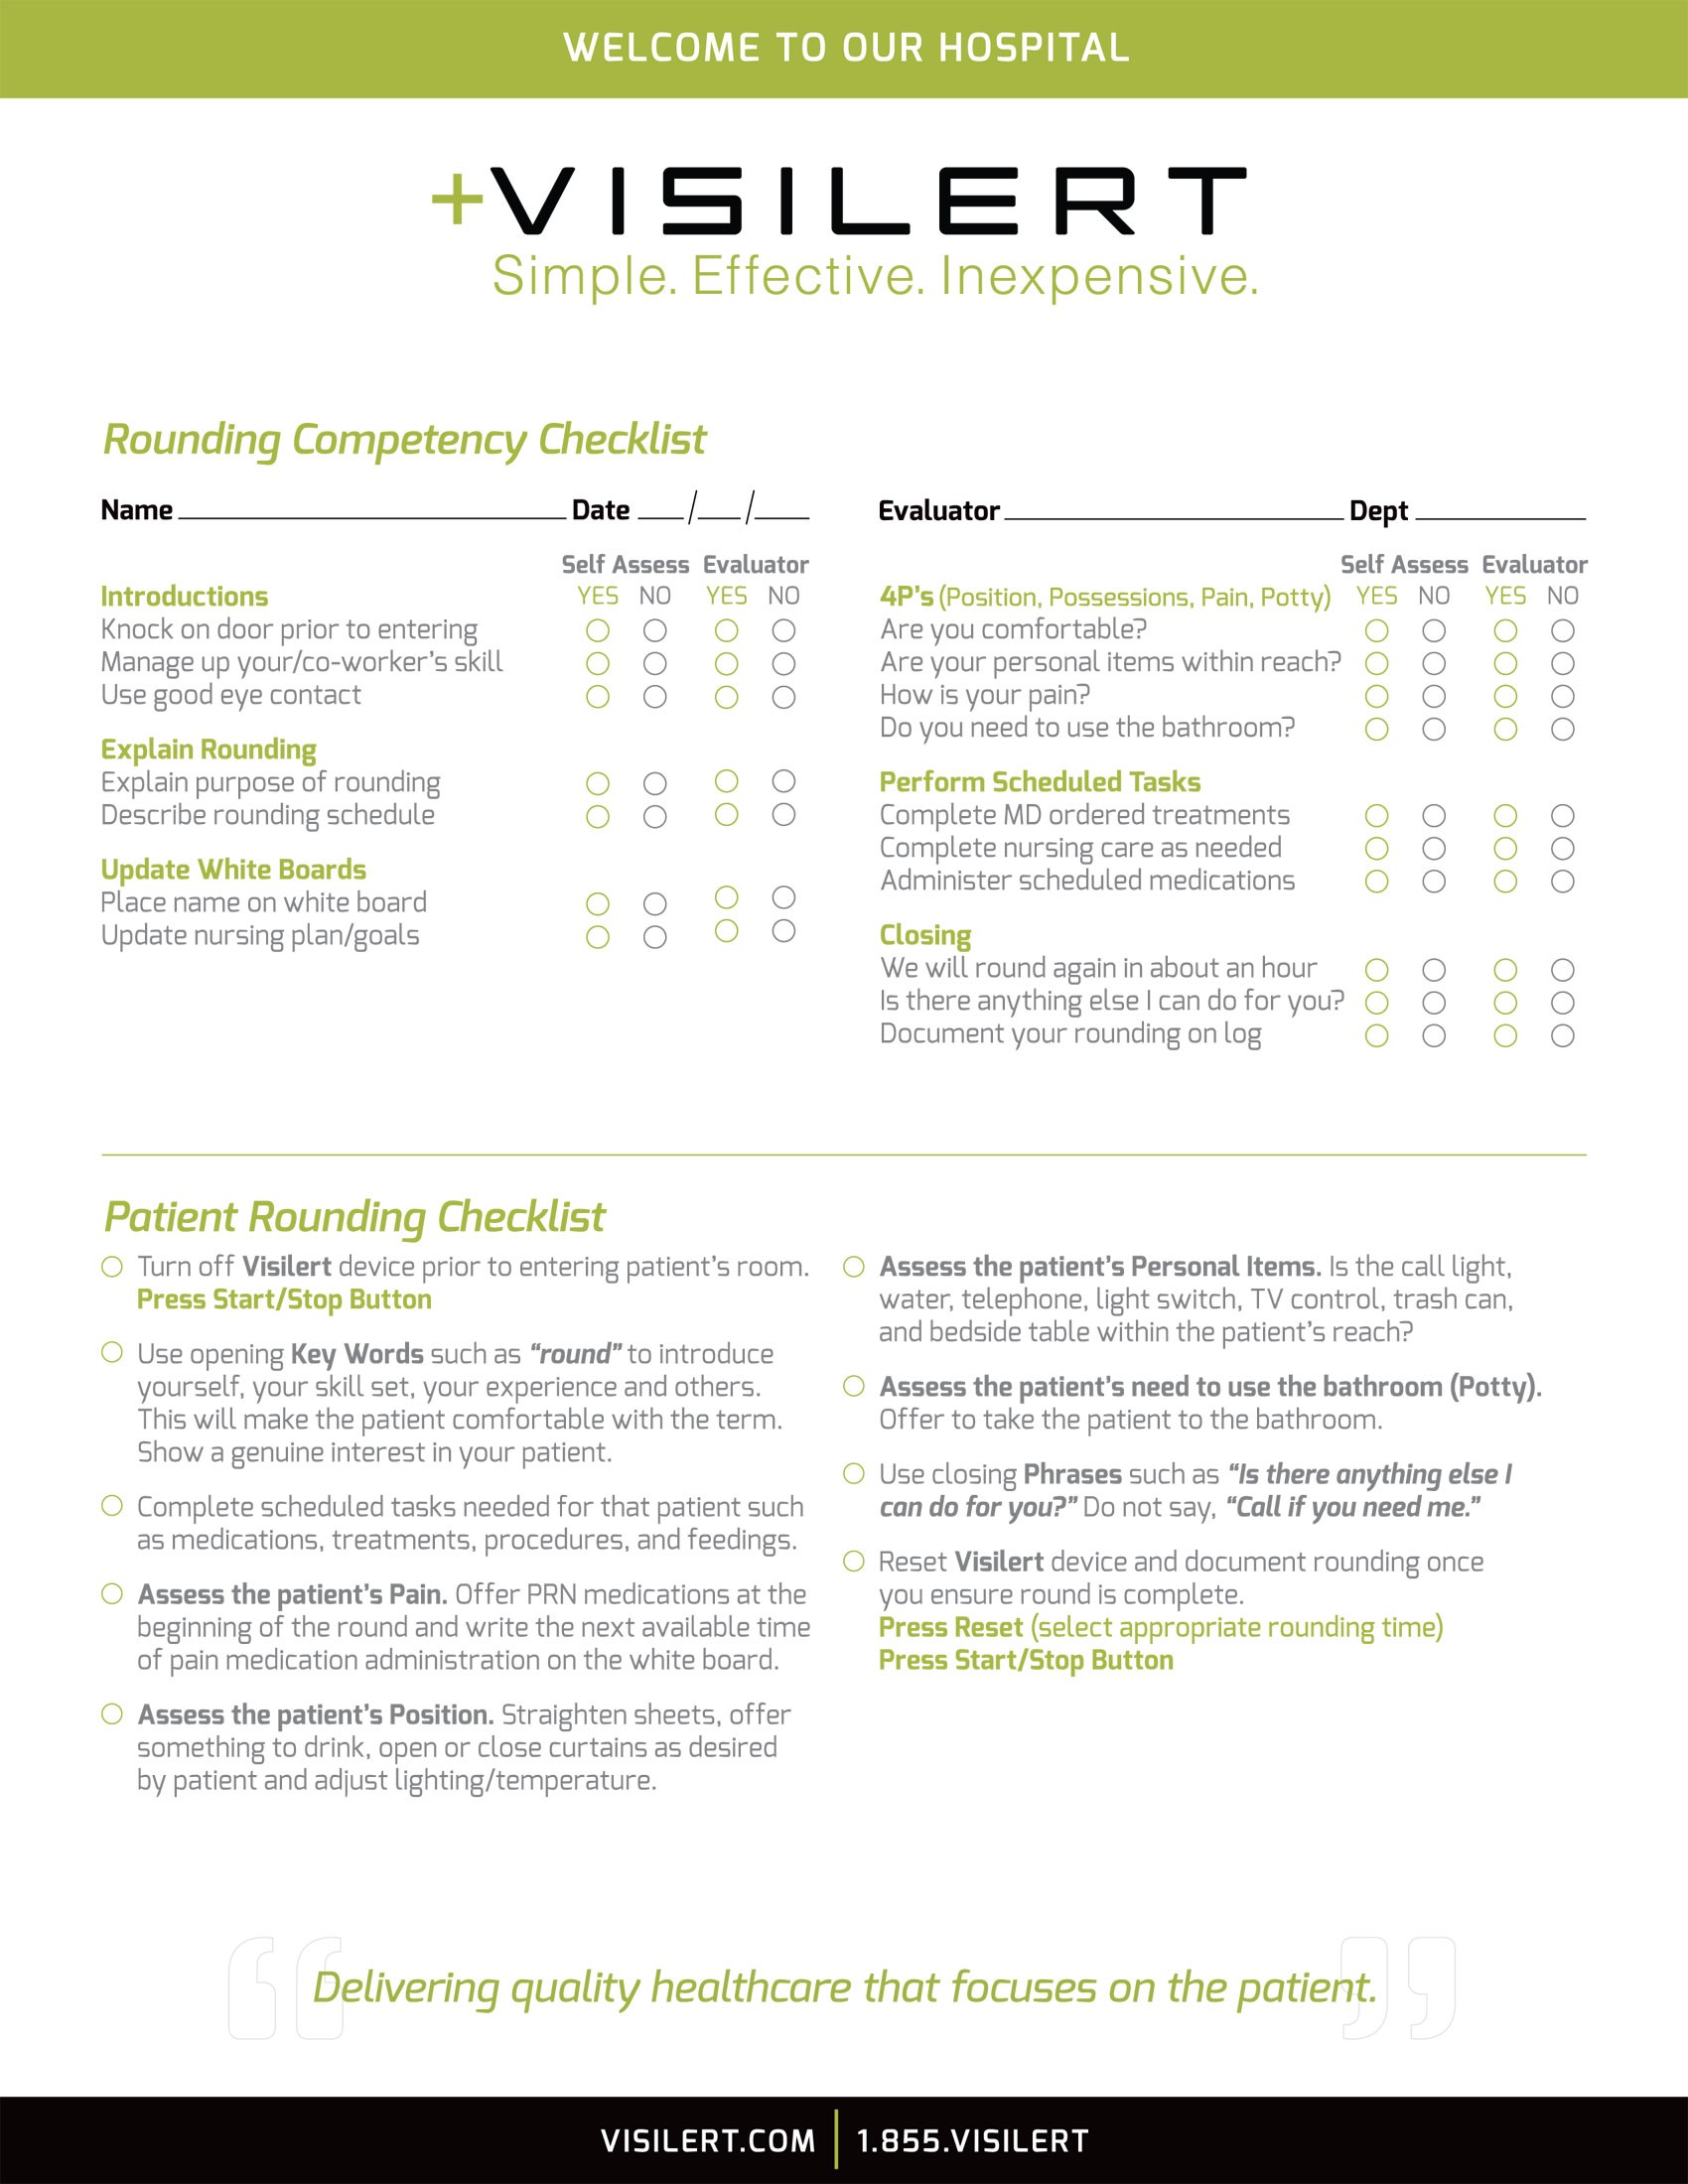 WELCOME TO OUR HOSPITAL
+VISILERT
Simple. Effective. Inexpensive.
Rounding Competency Checklist
Name Date / /
Self Assess Evaluator
Introductions YES NO YES NO
Knock on door prior to entering
Manage up your/co-worker's skill
Use good eye contact
Explain Rounding
Explain purpose of rounding
Describe rounding schedule
Update White Boards
Place name on white board
Update nursing plan/goals
Evaluator Dept
Self Assess Evaluator
4P's (Position, Possessions, Pain, Potty) YES NO YES NO
Are you comfortable?
Are your personal items within reach?
How is your pain?
Do you need to use the bathroom?
Perform Scheduled Tasks
Complete MD ordered treatments
Complete nursing care as needed
Administer scheduled medications
Closing
We will round again in about an hour
Is there anything else I can do for you?
Document your rounding on log
Patient Rounding Checklist
Turn off Visilert device prior to entering patient's room.
Press Start/Stop Button
Use opening Key Words such as "round" to introduce
yourself, your skill set, your experience and others.
This will make the patient comfortable with the term.
Show a genuine interest in your patient.
Complete scheduled tasks needed for that patient such
as medications, treatments, procedures, and feedings.
Assess the patient's Pain. Offer PRN medications at the
beginning of the round and write the next available time
of pain medication administration on the white board.
Assess the patient's Position. Straighten sheets, offer
something to drink, open or close curtains as desired
by patient and adjust lighting/temperature.
Assess the patient's Personal Items. Is the call light,
water, telephone, light switch, TV control, trash can,
and bedside table within the patient's reach?
Assess the patient's need to use the bathroom (Potty).
Offer to take the patient to the bathroom.
Use closing Phrases such as "Is there anything else I
can do for you?" Do not say, "Call if you need me."
Reset Visilert device and document rounding once
you ensure round is complete.
Press Reset (select appropriate rounding time)
Press Start/Stop Button
"Delivering quality healthcare that focuses on the patient."
VISILERT.COM | 1.855.VISILERT